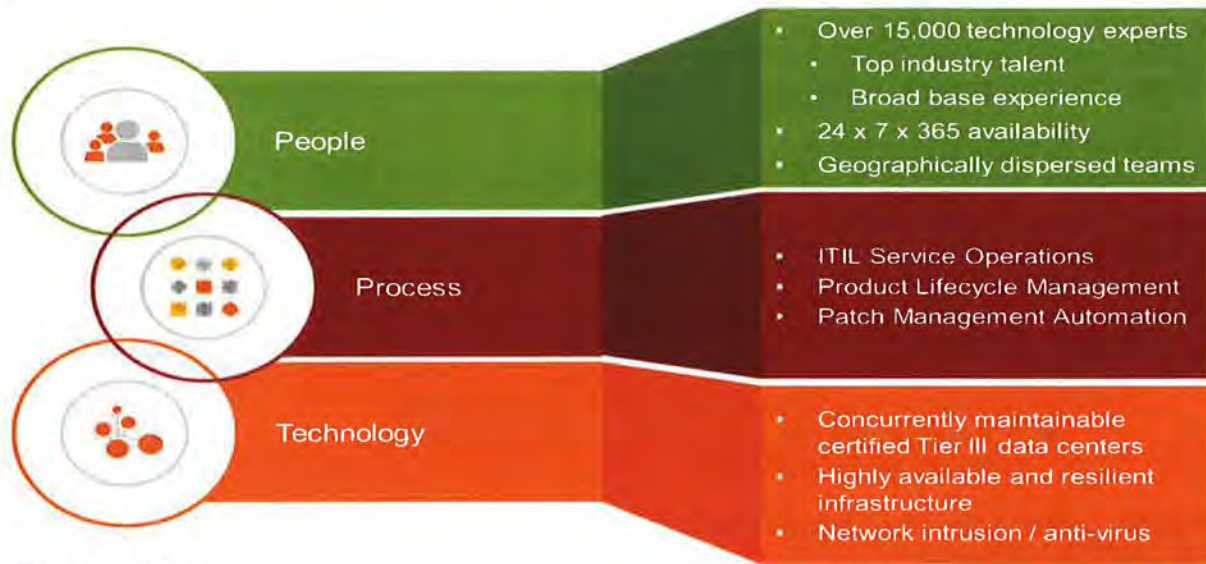 People
• Over 15,000 technology experts
• Top industry talent
• Broad base experience
• 24 x 7 x 365 availability
• Geographically dispersed teams
Process
• ITIL Service Operations
• Product Lifecycle Management
• Patch Management Automation
Technology
• Concurrently maintainable
certified Tier III data centers
• Highly available and resilient
infrastructure
• Network intrusion / anti-virus